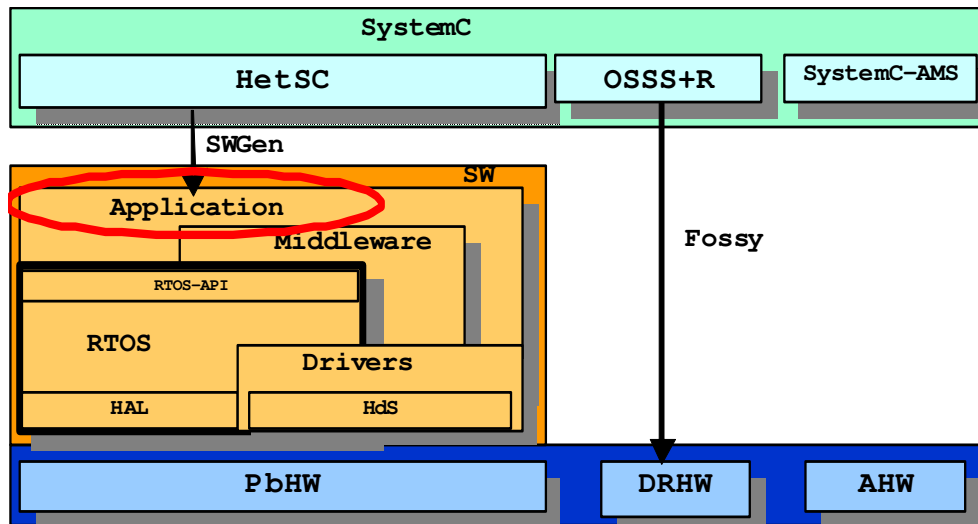 SystemC
HetSC
OSSS+R
SystemC-AMS
SWGen
SW
Application
Middleware
Fossy
RTOS-API
RTOS
Drivers
HAL
HdS
PbHW
DRHW
AHW